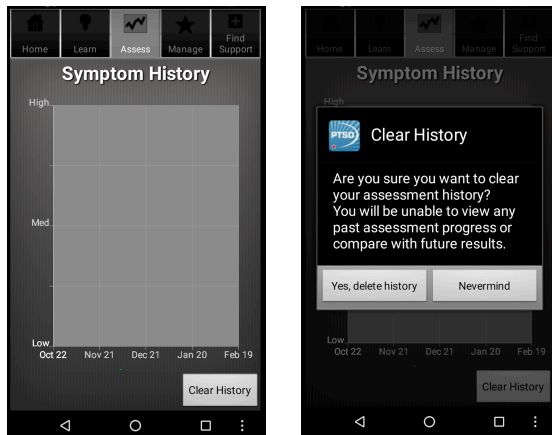 Home Learn Assess Manage Find Support
Symptom History
High
Med
Low
Oct 22 Nov 21 Dec 21 Jan 20 Feb 19
Clear History
Home Learn Assess Manage Find Support
Symptom History
High
PTSD
Clear History
Are you sure you want to clear
your assessment history?
You will be unable to view any
past assessment progress or
compare with future results.
Yes, delete history Nevermind
Low
Oct 22 Nov 21 Dec 21 Jan 20 Feb 19
Clear History